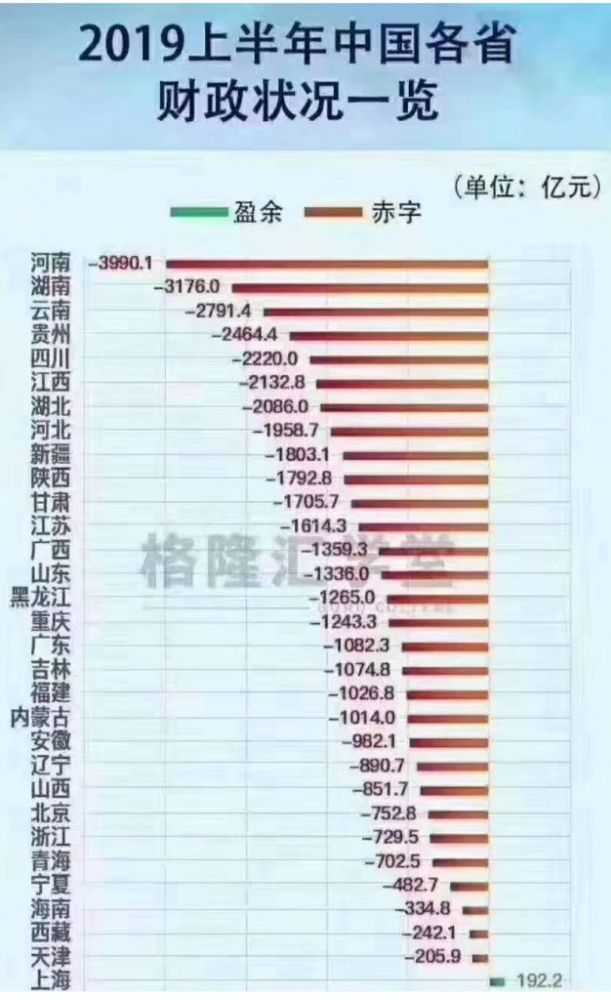 2019上半年中国各省
财政状况一览
（单位：亿元）
盈余 赤字
河南 -3990.1
湖南 -3176.0
云南 -2791.4
贵州 -2464.4
四川 -2220.0
江西 -2132.8
湖北 -2086.0
河北 -1958.7
新疆 -1803.1
陕西 -1792.8
甘肃 -1705.7
江苏 -1614.3
格隆汇学堂
广西 -1359.3
山东 -1336.0
黑龙江 -1265.0
重庆 -1243.3
广东 -1082.3
吉林 -1074.8
福建 -1026.8
内蒙古 -1014.0
安徽 -982.1
辽宁 -890.7
山西 -851.7
北京 -752.8
浙江 -729.5
青海 -702.5
宁夏 -482.7
海南 -334.8
西藏 -242.1
天津 -205.9
上海 192.2